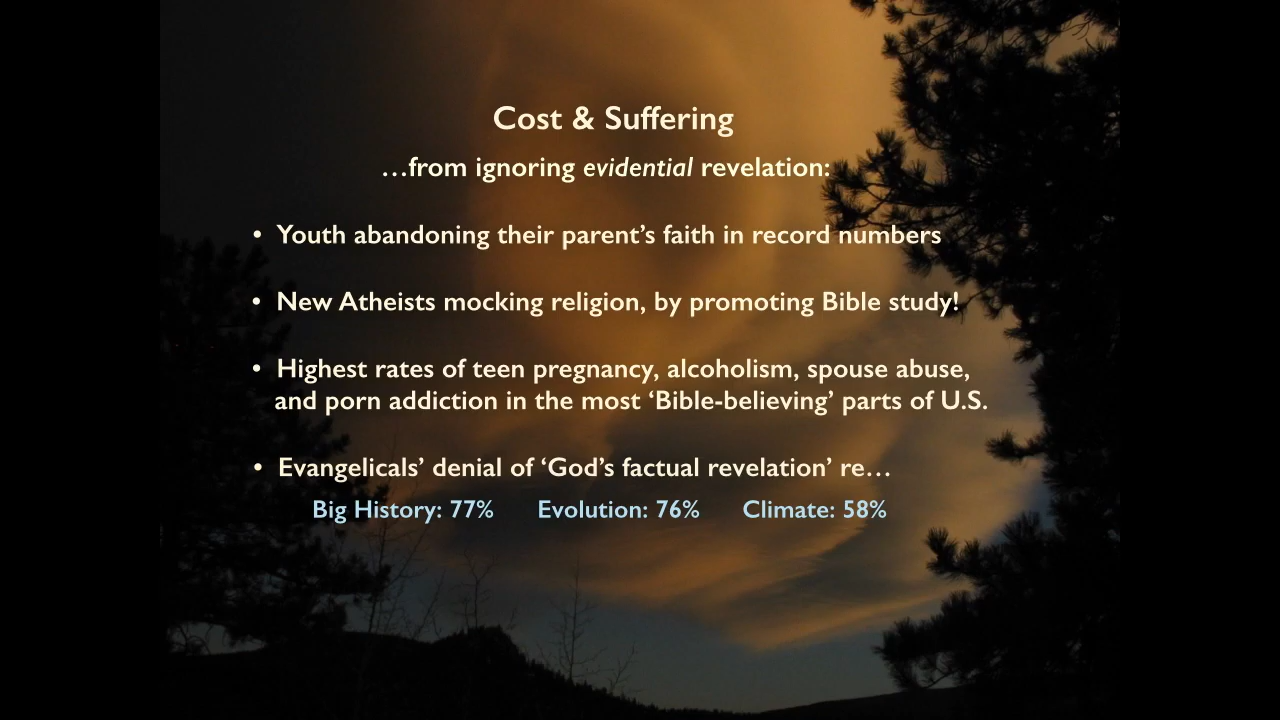 Cost & Suffering
…from ignoring evidential revelation:
• Youth abandoning their parent’s faith in record numbers
• New Atheists mocking religion, by promoting Bible study!
• Highest rates of teen pregnancy, alcoholism, spouse abuse,
and porn addiction in the most ‘Bible-believing’ parts of U.S.
• Evangelicals’ denial of ‘God’s factual revelation’ re…
Big History: 77% Evolution: 76% Climate: 58%